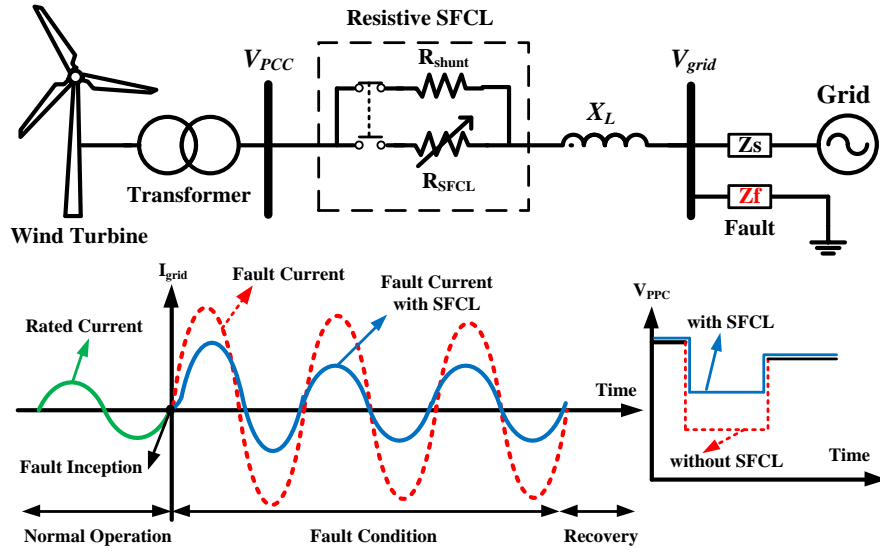 Resistive SFCL
V_PCC
R_shunt
V_grid
Grid
X_L
Zs
R_SFCL
Transformer
Zf
Fault
Wind Turbine
I_grid
Fault Current
Fault Current
with SFCL
Rated Current
Time
Fault Inception
Normal Operation
Fault Condition
Recovery
V_PPC
with SFCL
without SFCL
Time